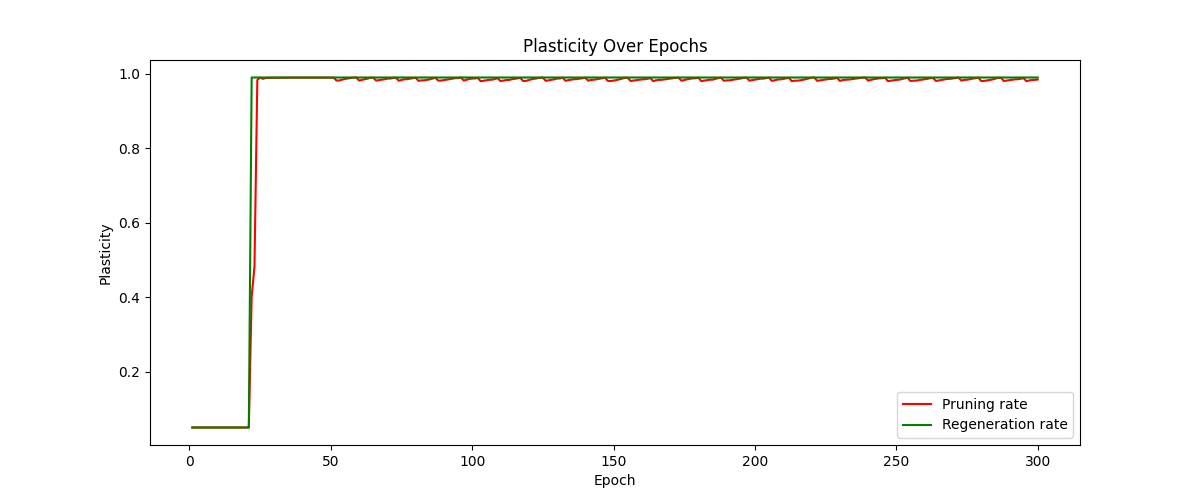 Plasticity Over Epochs
Plasticity
1.0
0.8
0.6
0.4
0.2
0 50 100 150 200 250 300
Epoch
Pruning rate
Regeneration rate